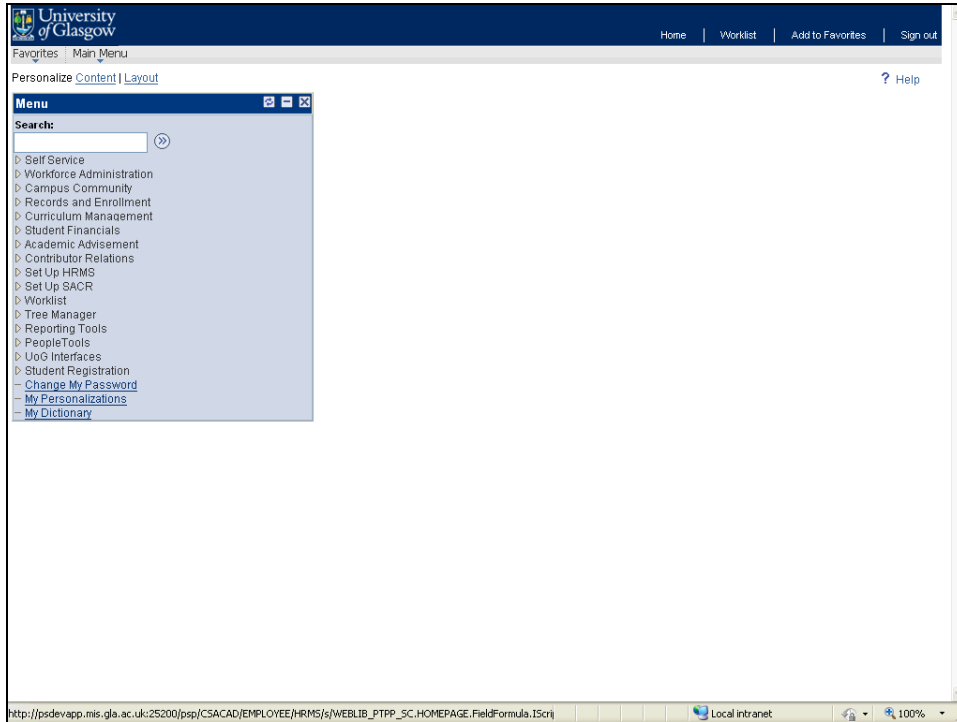 University
of Glasgow
Home | Worklist | Add to Favorites | Sign out
Favorites Main Menu
Personalize Content | Layout
? Help
Menu
Search:
Self Service
Workforce Administration
Campus Community
Records and Enrollment
Curriculum Management
Student Financials
Academic Advisement
Contributor Relations
Set Up HRMS
Set Up SACR
Worklist
Tree Manager
Reporting Tools
PeopleTools
UoG Interfaces
Student Registration
Change My Password
My Personalizations
My Dictionary
http://psdevapp.mis.gla.ac.uk:25200/psp/CSACAD/EMPLOYEE/HRMS/s/WEBLIB_PTPP_SC.HOMEPAGE.FieldFormula.IScrip Local intranet 100%